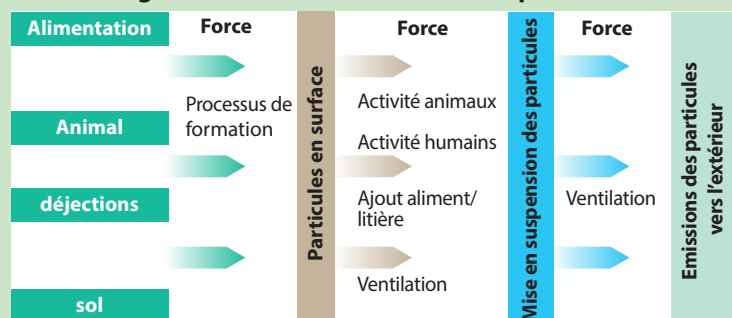 Alimentation
Animal
déjections
sol
Force
Processus de
formation
Particules en surface
Force
Activité animaux
Activité humains
Ajout aliment/
litière
Ventilation
Mise en suspension des particules
Force
Ventilation
Emissions des particules
vers l'extérieur